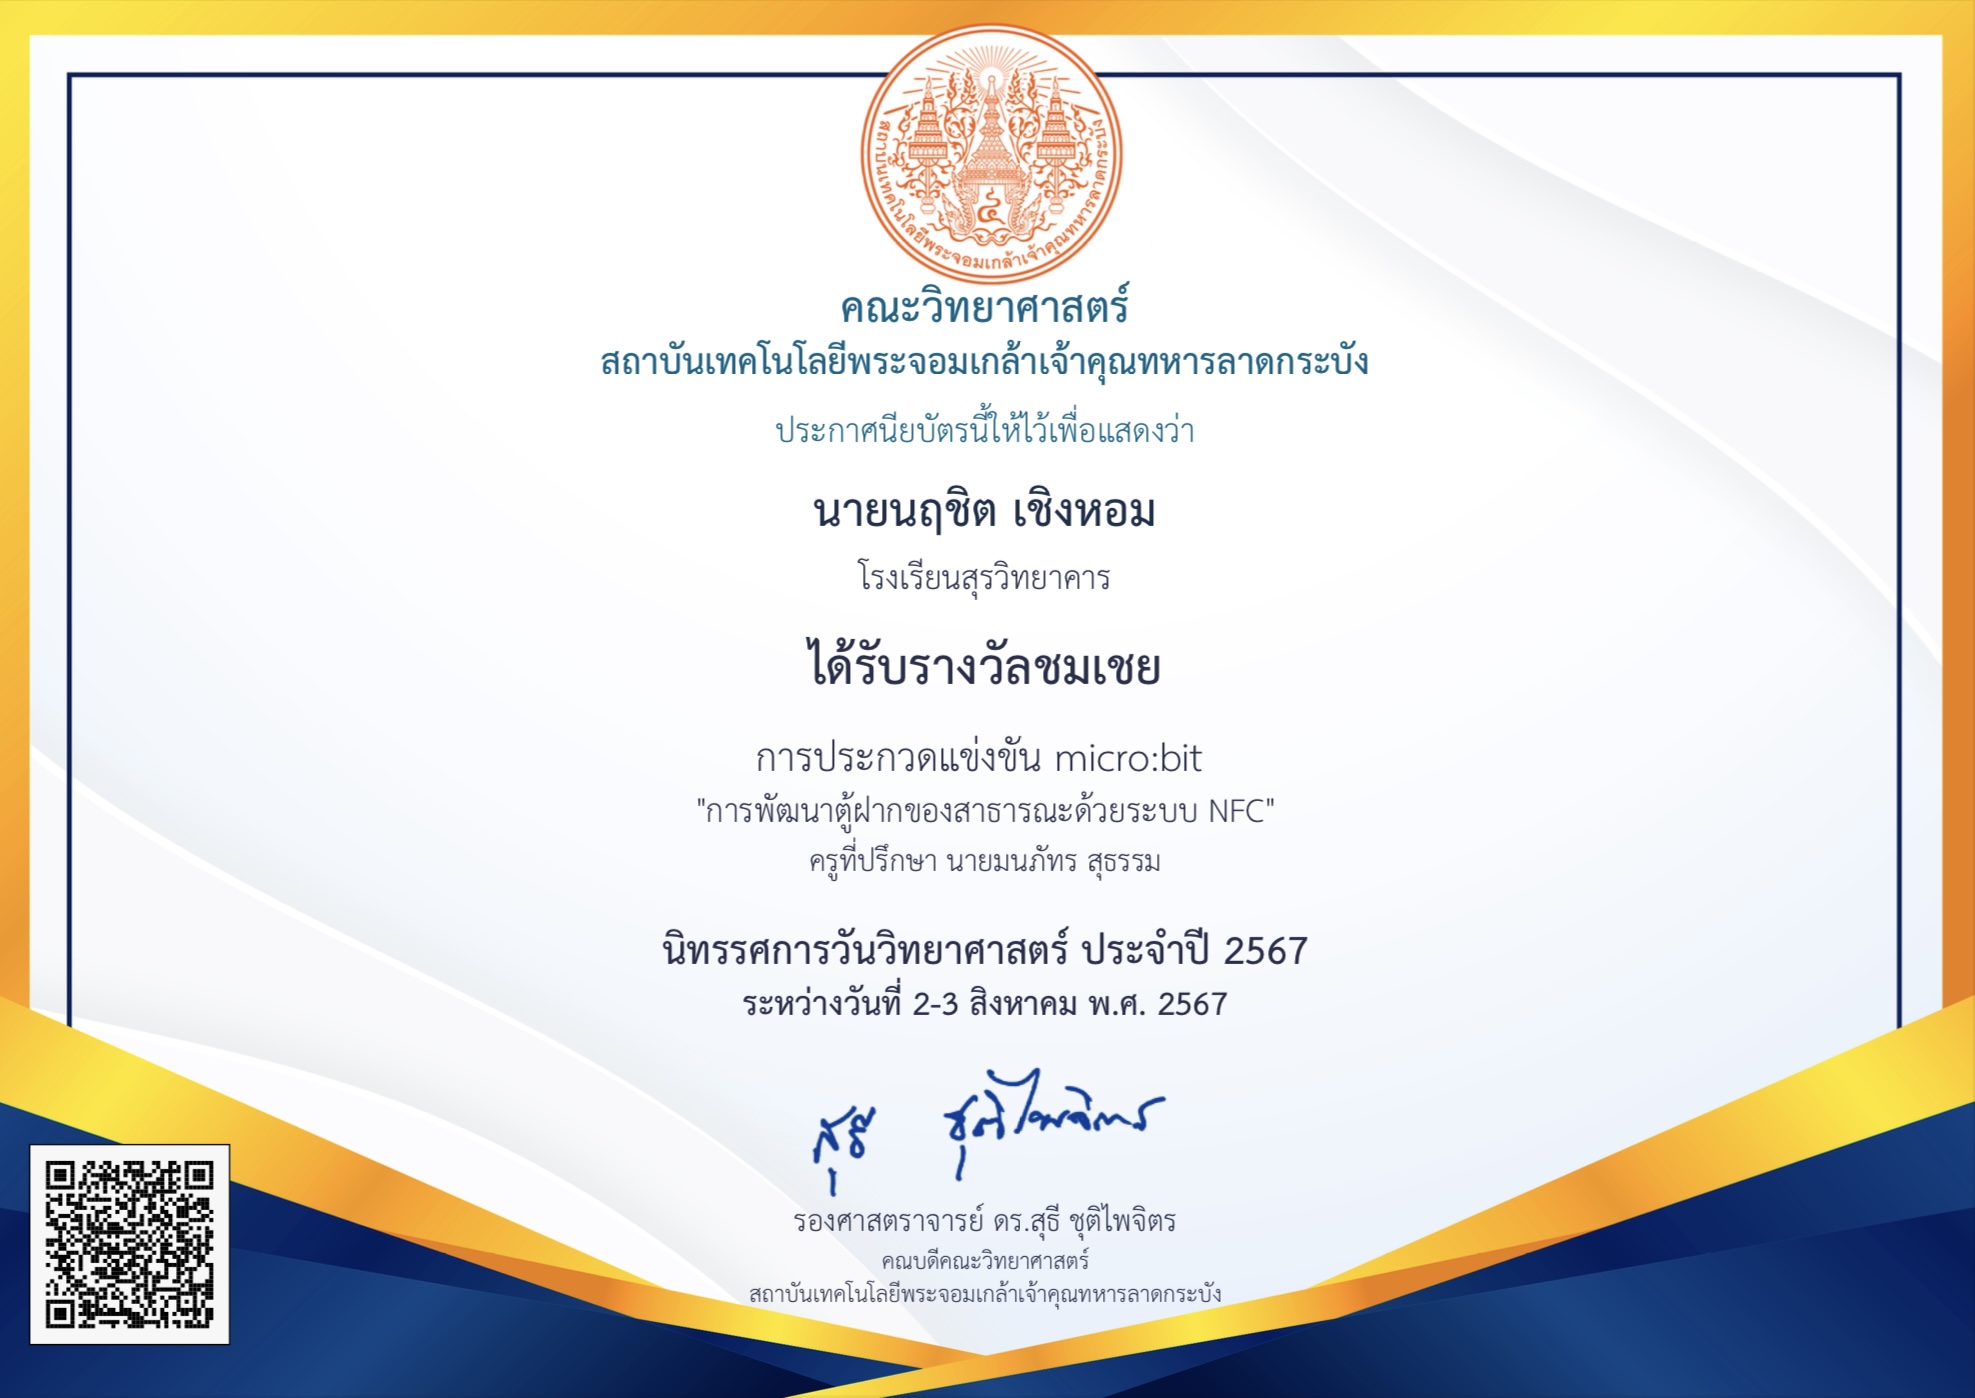 สถาบันเทคโนโลยีพระจอมเกล้าเจ้าคุณทหารลาดกระบัง
๔
คณะวิทยาศาสตร์
สถาบันเทคโนโลยีพระจอมเกล้าเจ้าคุณทหารลาดกระบัง
ประกาศนียบัตรนี้ให้ไว้เพื่อแสดงว่า
นายนฤชิต เชิงหอม
โรงเรียนสุรวิทยาคาร
ได้รับรางวัลชมเชย
การประกวดแข่งขัน micro:bit
"การพัฒนาตู้ฝากของสาธารณะด้วยระบบ NFC"
ครูที่ปรึกษา นายมนภัทร สุธรรม
นิทรรศการวันวิทยาศาสตร์ ประจำปี 2567
ระหว่างวันที่ 2-3 สิงหาคม พ.ศ. 2567
สุธี ชุติไพจิตร
รองศาสตราจารย์ ดร.สุธี ชุติไพจิตร
คณบดีคณะวิทยาศาสตร์
สถาบันเทคโนโลยีพระจอมเกล้าเจ้าคุณทหารลาดกระบัง